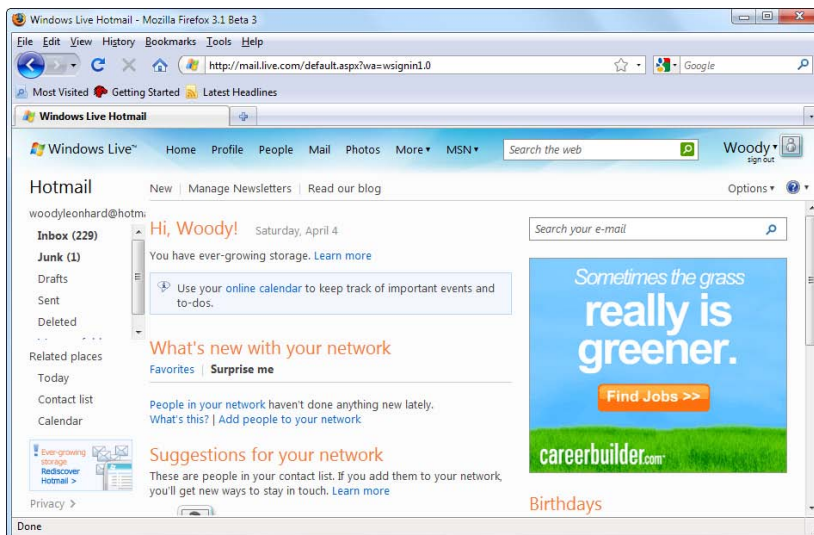 Windows Live Hotmail - Mozilla Firefox 3.1 Beta 3
File Edit View History Bookmarks Tools Help
http://mail.live.com/default.aspx?wa=wsignin1.0
Google
Most Visited Getting Started Latest Headlines
Windows Live Hotmail
Windows Live™ Home Profile People Mail Photos More MSN Search the web Woody
sign out
Hotmail New | Manage Newsletters | Read our blog Options
woodyleonhard@hotm
Inbox (229)
Junk (1)
Drafts
Sent
Deleted
Related places
Today
Contact list
Calendar
Ever-growing
storage
Rediscover
Hotmail >
Privacy
Hi, Woody! Saturday, April 4
You have ever-growing storage. Learn more
Use your online calendar to keep track of important events and
to-dos.
What's new with your network
Favorites | Surprise me
People in your network haven't done anything new lately.
What's this? | Add people to your network
Suggestions for your network
These are people in your contact list. If you add them to your network,
you'll get new ways to stay in touch. Learn more
Search your e-mail
Sometimes the grass
really is
greener.
Find Jobs >>
careerbuilder.com
Birthdays
Done